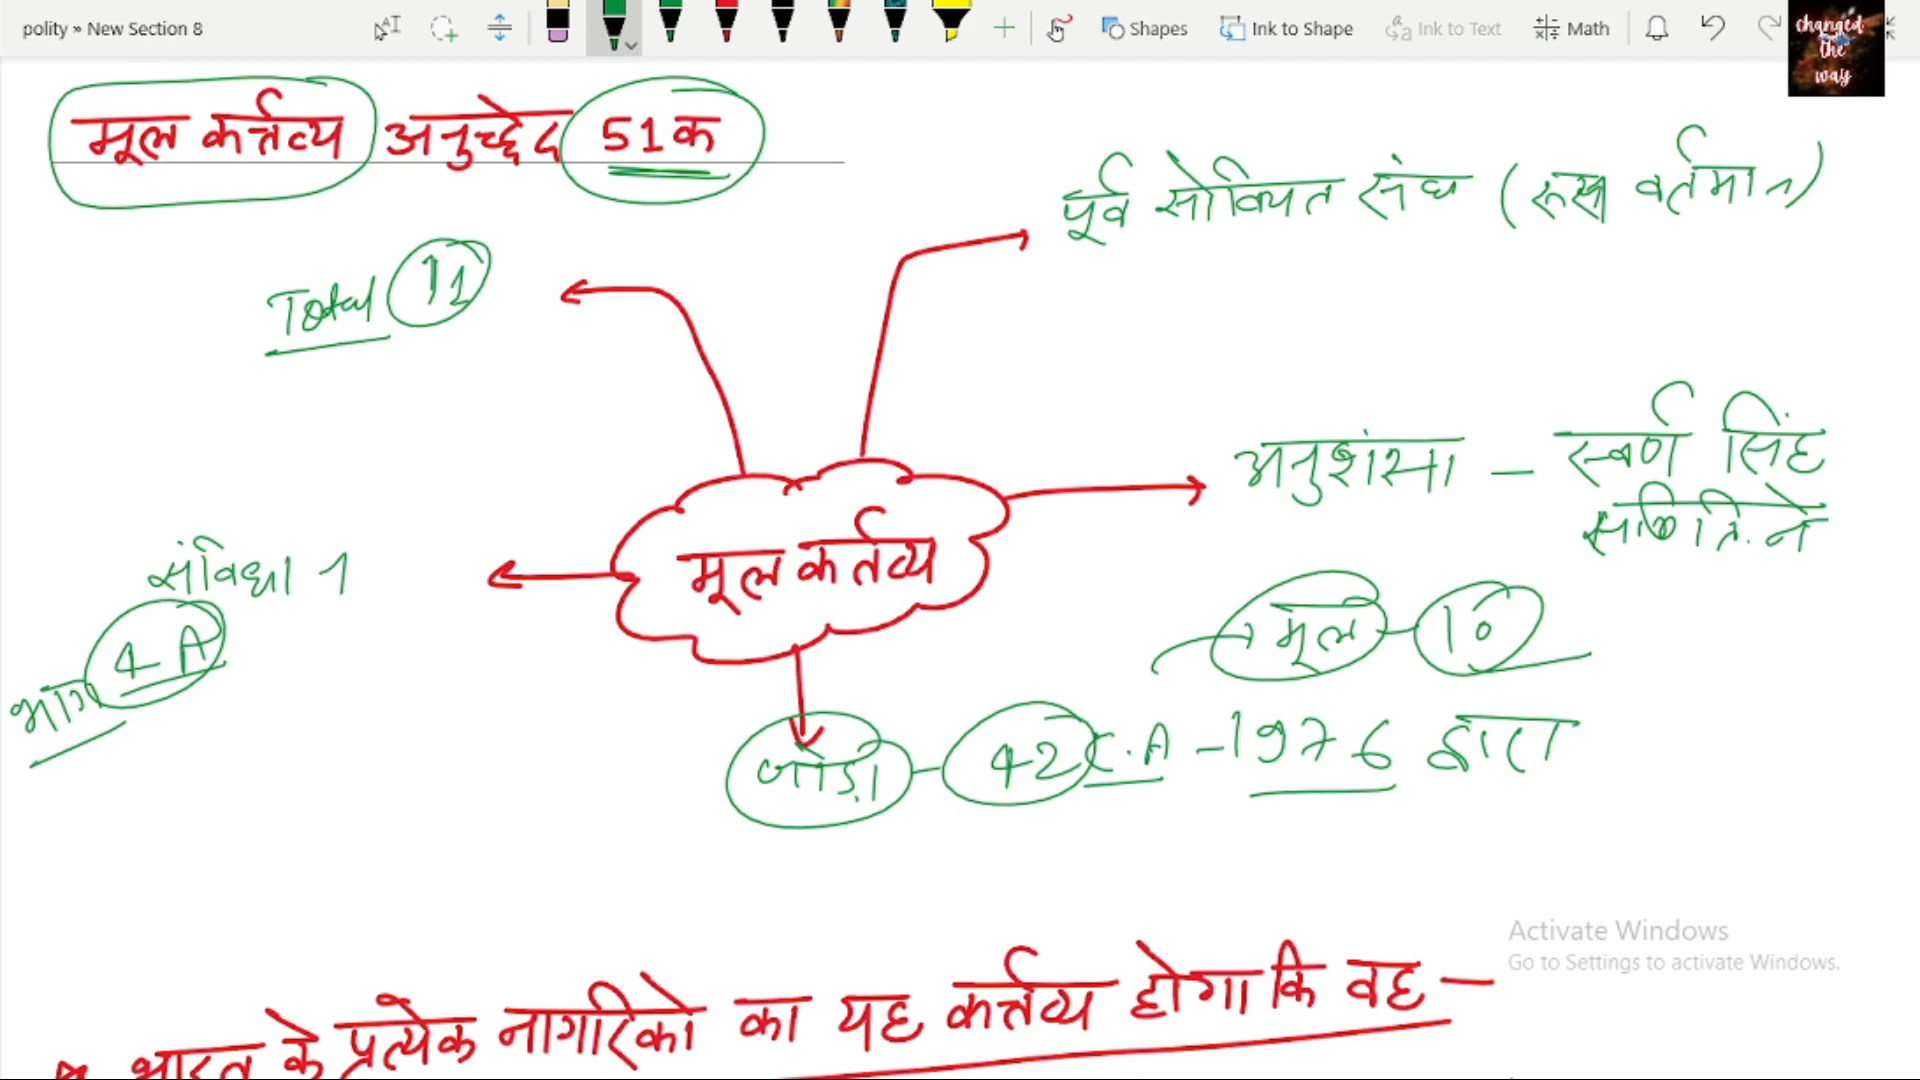 polity » New Section 8
Shapes
Ink to Shape
Ink to Text
Math
changed
the
way
मूल कर्त्तव्य अनुच्छेद 51क
पूर्व सोवियत संघ (रूस वर्तमान)
Total 11
अनुशंसा – स्वर्ण सिंह
समिति ने
मूल कर्तव्य
संविधान
भाग 4A
मूल – 10
जोड़ा – 42 C.A – 1976 द्वारा
Activate Windows
Go to Settings to activate Windows.
भारत के प्रत्येक नागरिको का यह कर्त्तव्य होगा कि वह –